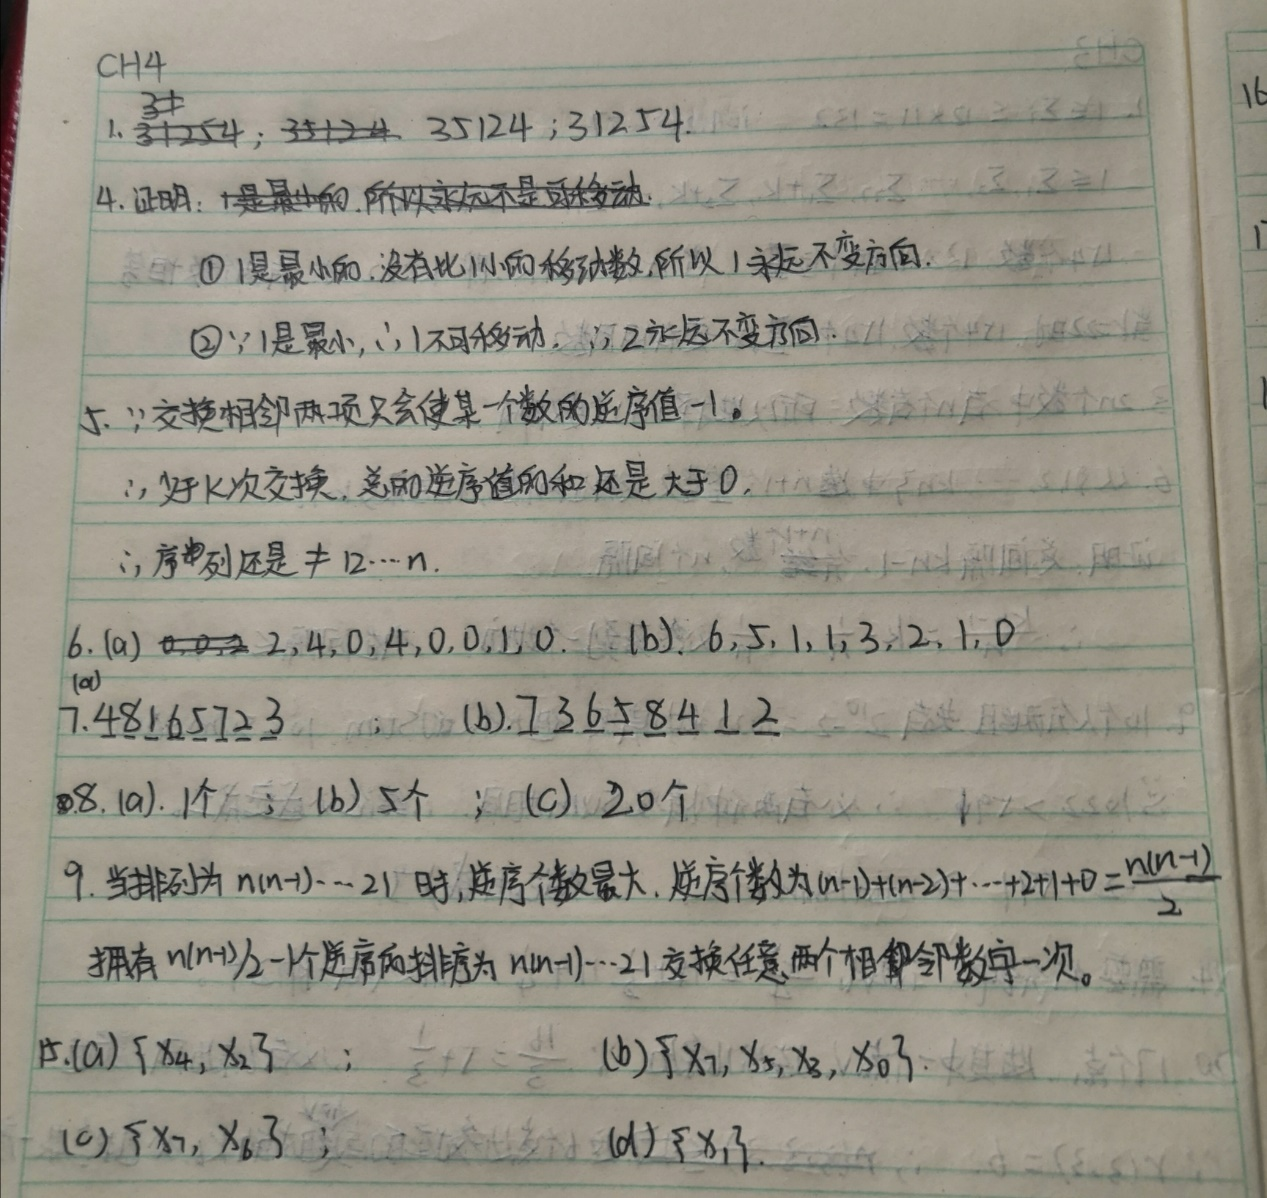 CH4
1. 35124 ; 31254.
4. 证明:
① 1是最小的,没有比1小的移动数,所以1永远不变方向.
② ∵1是最小,∴1不可移动,∴2永远不变方向.
5. ∵交换相邻两项只会使某一个数的逆序值-1。
∴少于K次交换,总的逆序值的和还是大于0,
∴序列还是≠12…n.
6. (a) 2,4,0,4,0,0,1,0. (b). 6,5,1,1,3,2,1,0
(a)
7. 48165723 ; (b). 73658412
8. (a). 1个 ; (b) 5个 ; (c) 20个
9. 当排列为n(n-1)…21时,逆序个数最大,逆序个数为(n-1)+(n-2)+…+2+1+0=n(n-1)/2
拥有n(n-1)/2-1个逆序的排序为n(n-1)…21交换任意两个相邻数字一次。
15. (a) {x4, x2} ; (b) {x7, x5, x3, x0}.
(c) {x7, x6} ; (d) {x1}.
16
1